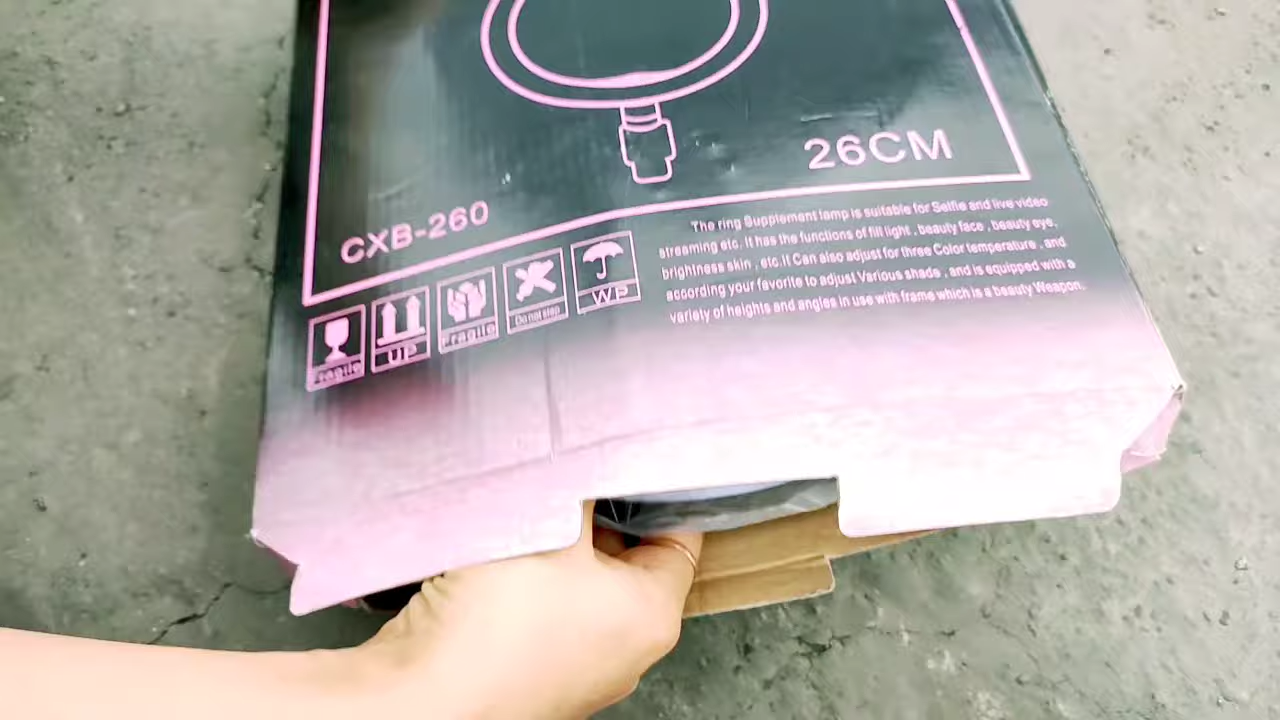 26CM
CXB-260
Fragile
UP
Fragile
Do not step
WP
The ring Supplement lamp is suitable for Selfie and live video
streaming etc. It has the functions of fill light , beauty face , beauty eye,
brightness skin , etc.It Can also adjust for three Color temperature , and
according your favorite to adjust Various shade , and is equipped with a
variety of heights and angles in use with frame which is a beauty Weapon.